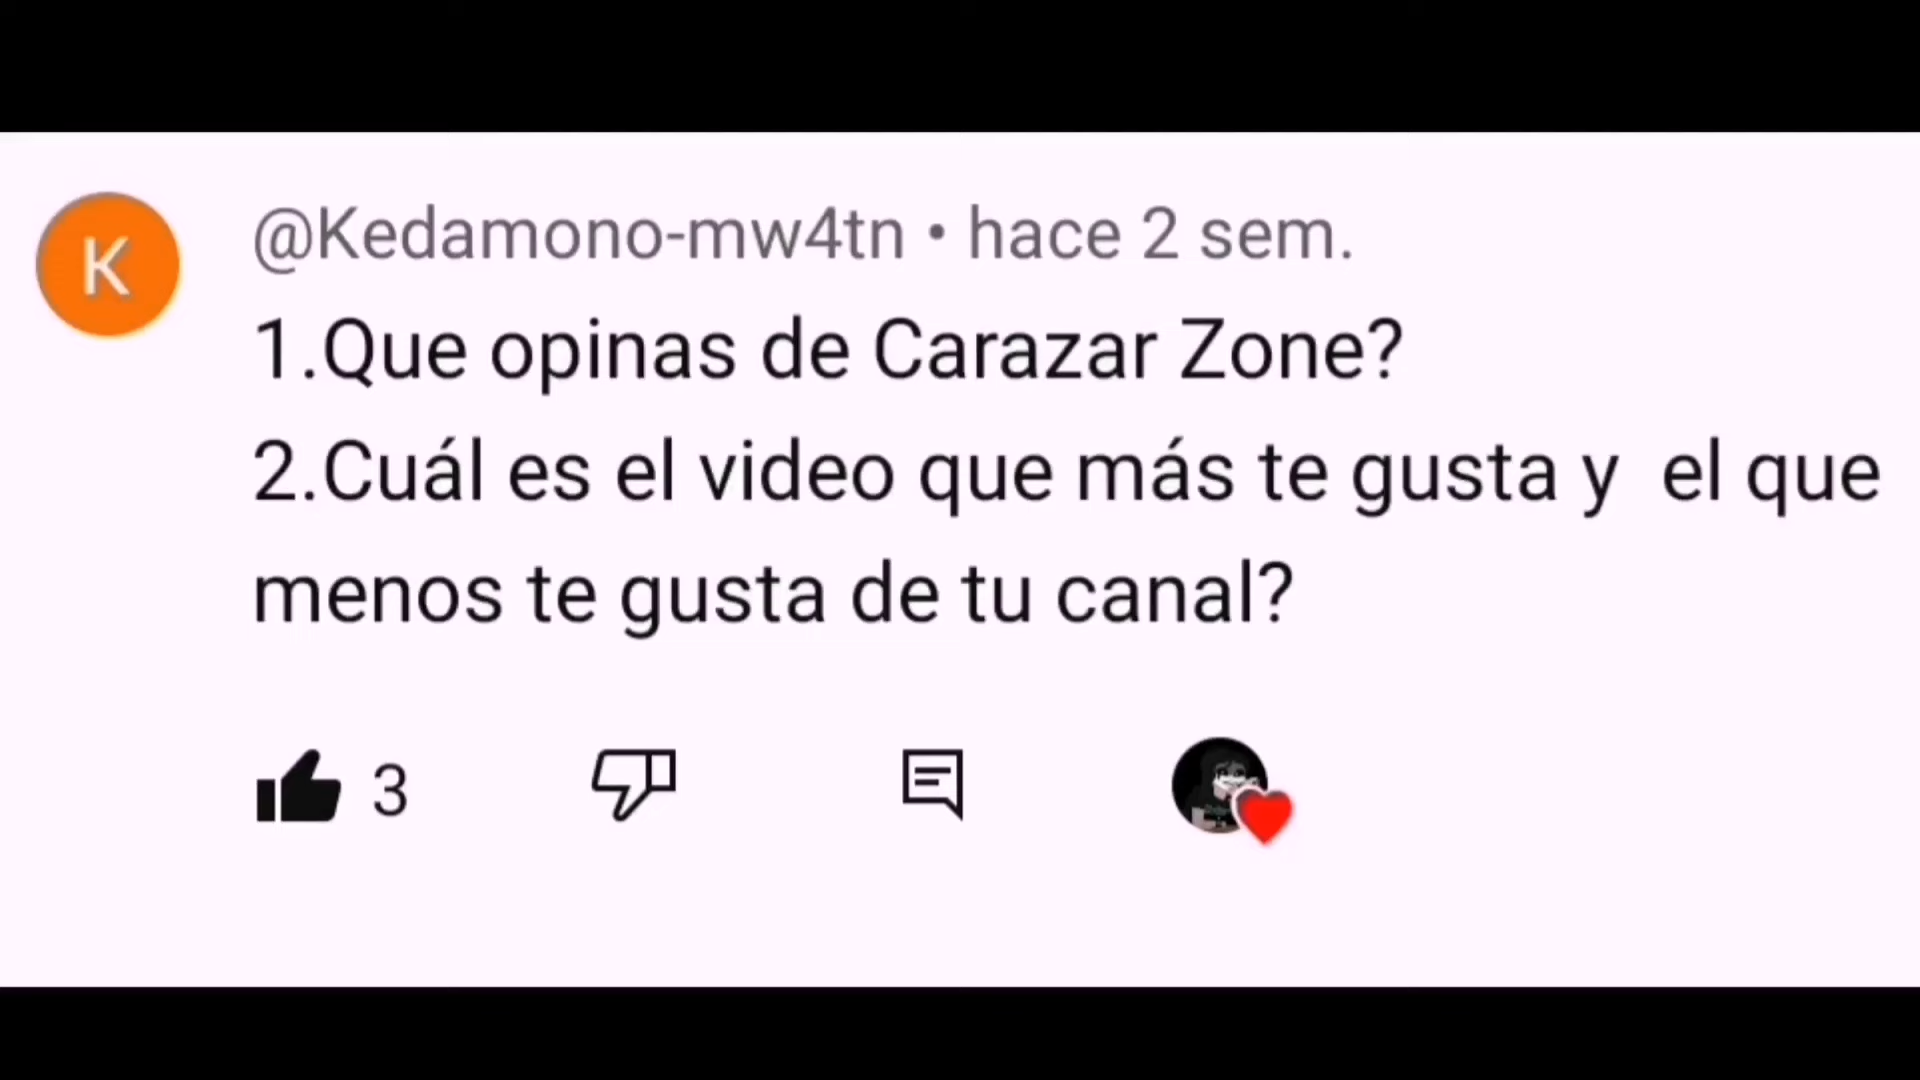 K
@Kedamono-mw4tn • hace 2 sem.
1.Que opinas de Carazar Zone?
2.Cuál es el video que más te gusta y  el que
menos te gusta de tu canal?
3